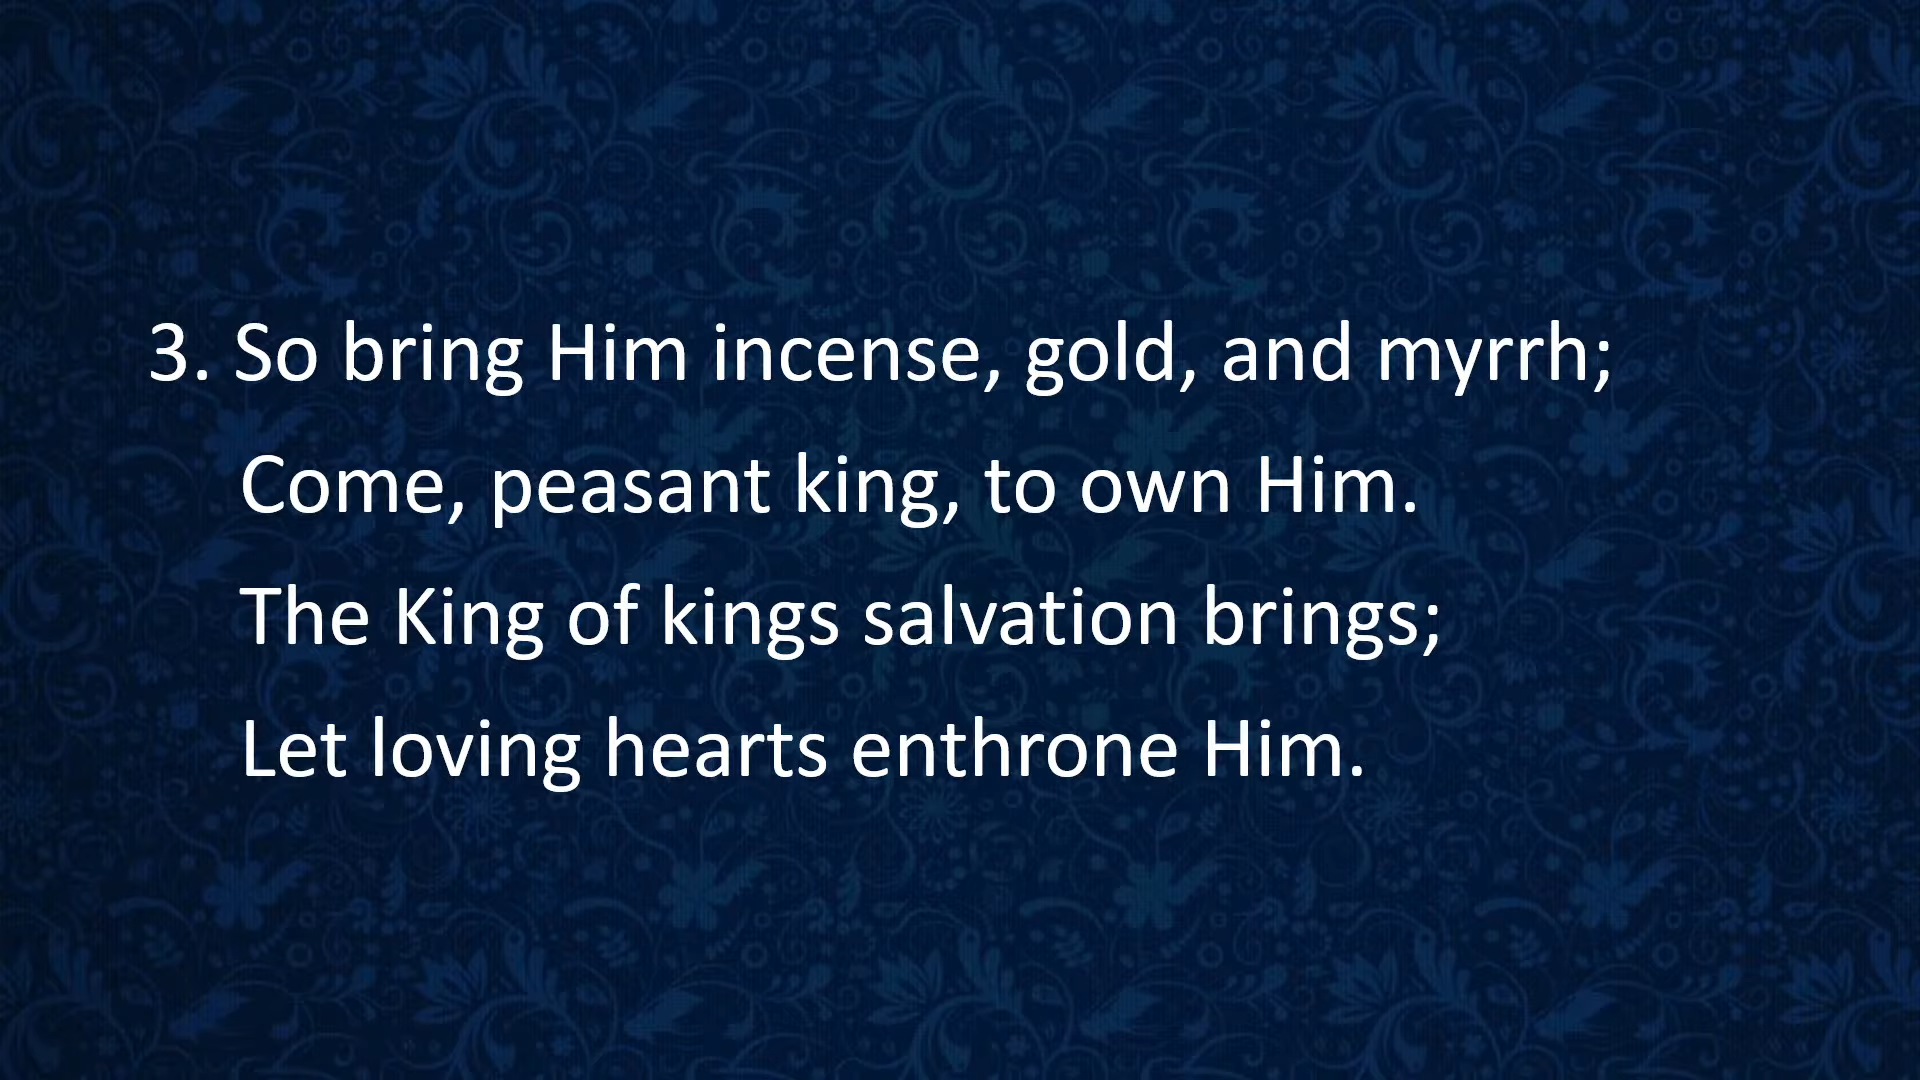 3. So bring Him incense, gold, and myrrh;
Come, peasant king, to own Him.
The King of kings salvation brings;
Let loving hearts enthrone Him.